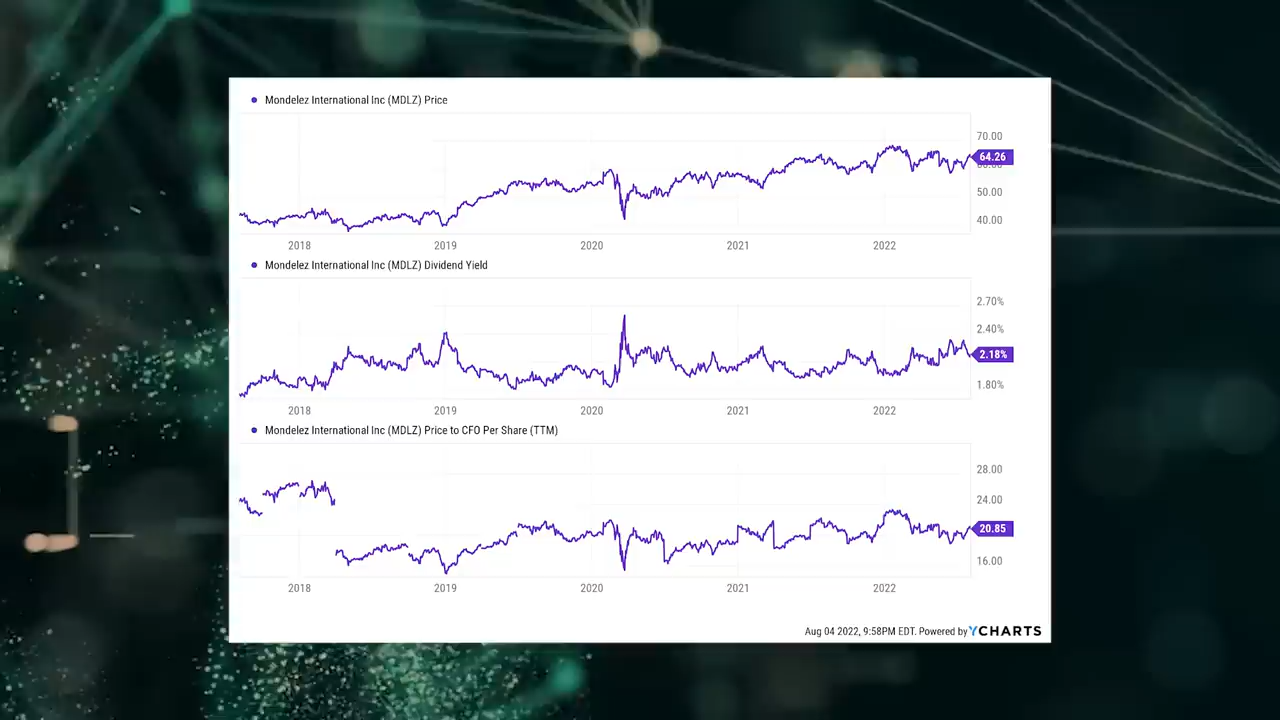 Mondelez International Inc (MDLZ) Price
70.00
64.26
50.00
40.00
2018 2019 2020 2021 2022
Mondelez International Inc (MDLZ) Dividend Yield
2.70%
2.40%
2.18%
1.80%
2018 2019 2020 2021 2022
Mondelez International Inc (MDLZ) Price to CFO Per Share (TTM)
28.00
24.00
20.85
16.00
2018 2019 2020 2021 2022
Aug 04 2022, 9:58PM EDT. Powered by YCHARTS